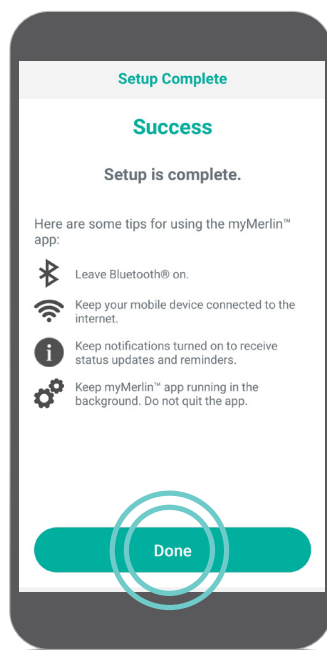 Setup Complete
Success
Setup is complete.
Here are some tips for using the myMerlin™
app:
Leave Bluetooth® on.
Keep your mobile device connected to the
internet.
i
Keep notifications turned on to receive
status updates and reminders.
Keep myMerlin™ app running in the
background. Do not quit the app.
Done